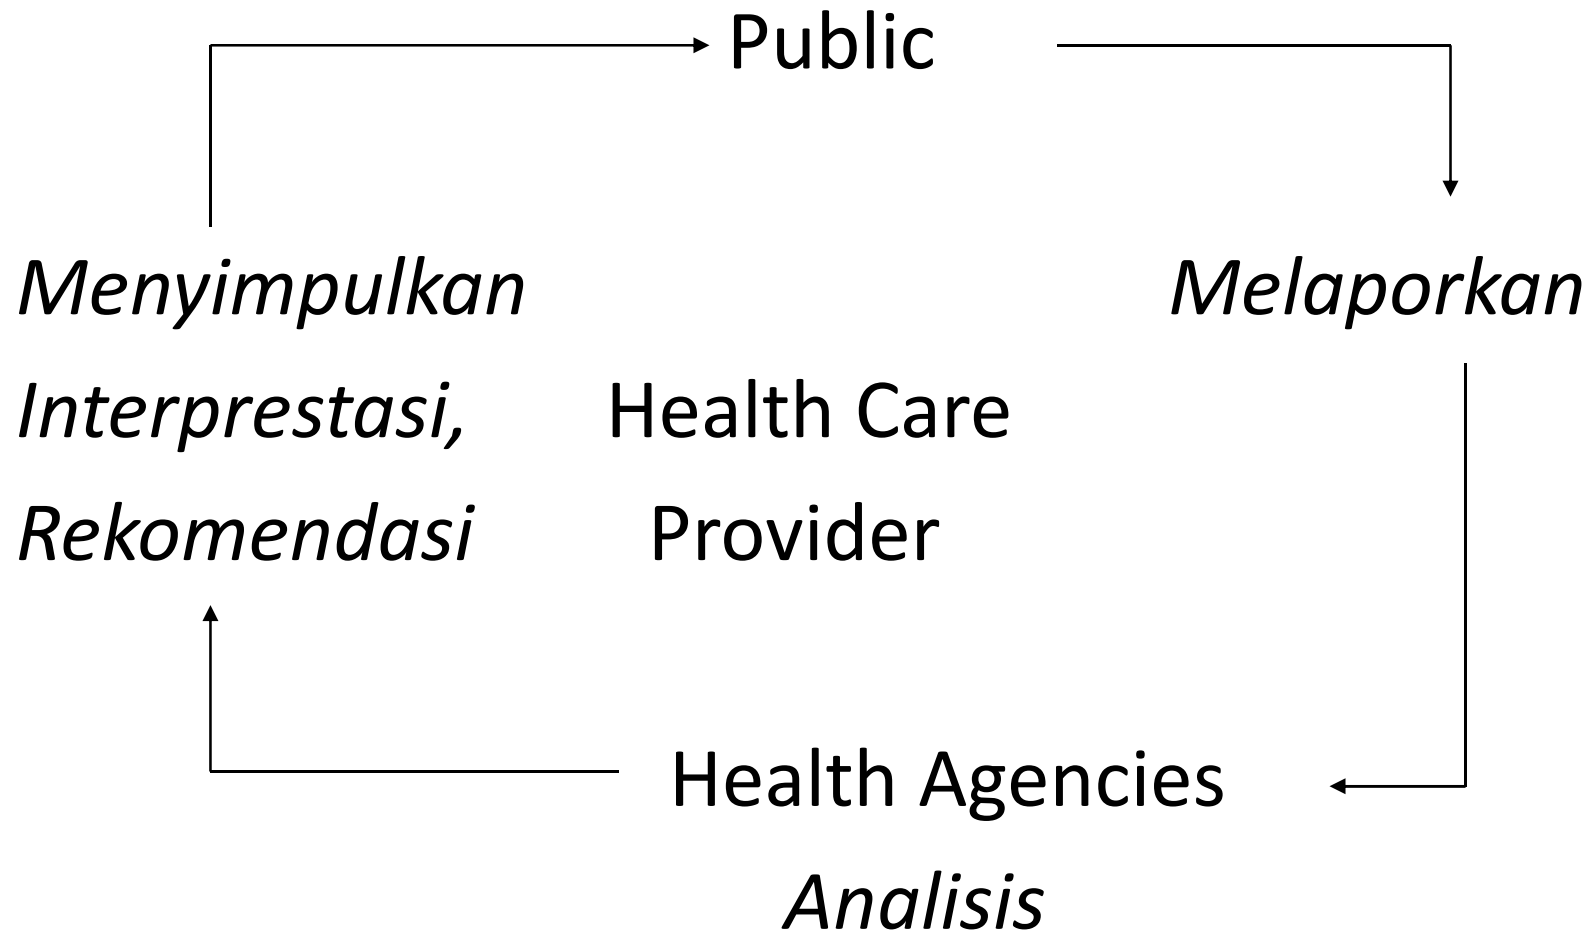 Public
Menyimpulkan Melaporkan
Interprestasi, Health Care
Rekomendasi Provider
Health Agencies
Analisis